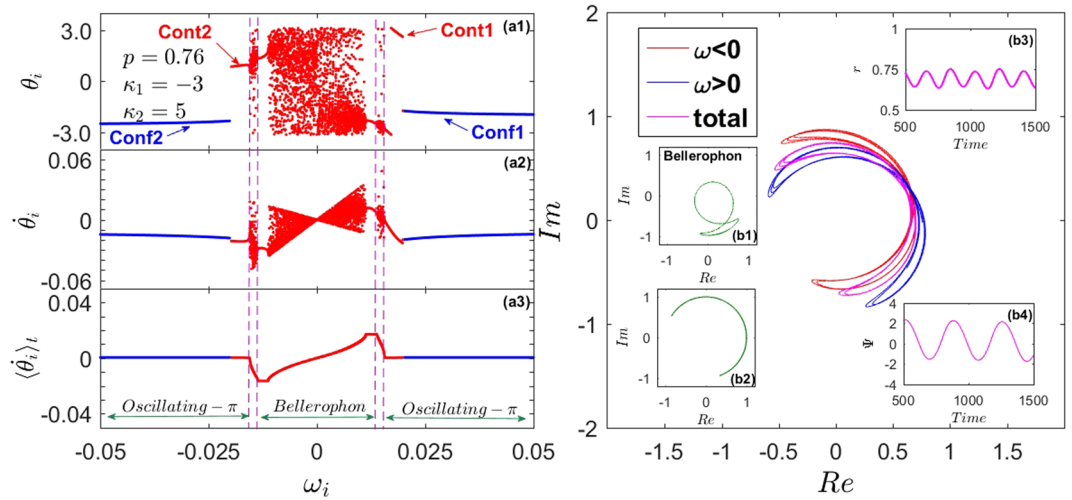 3.0
0
-3.0
θ_i
Cont2
p = 0.76
κ_1 = −3
κ_2 = 5
Conf2
(a1)
Cont1
Conf1
0.06
0
-0.06
θ̇_i
(a2)
0.04
0
-0.04
⟨θ̇_i⟩_t
(a3)
Oscillating − π
Bellerophon
Oscillating − π
-0.05
-0.025
0
0.025
0.05
ω_i
2
1
0
-1
-2
Im
-1.5
-1
-0.5
0
0.5
1
1.5
Re
ω<0
ω>0
total
(b3)
r
1
0.75
0.5
500
1000
1500
Time
Bellerophon
Im
1
0
-1
-1
0
1
Re
(b1)
Im
1
0
-1
-1
0
1
Re
(b2)
(b4)
Ψ
4
2
0
-2
-4
500
1000
1500
Time